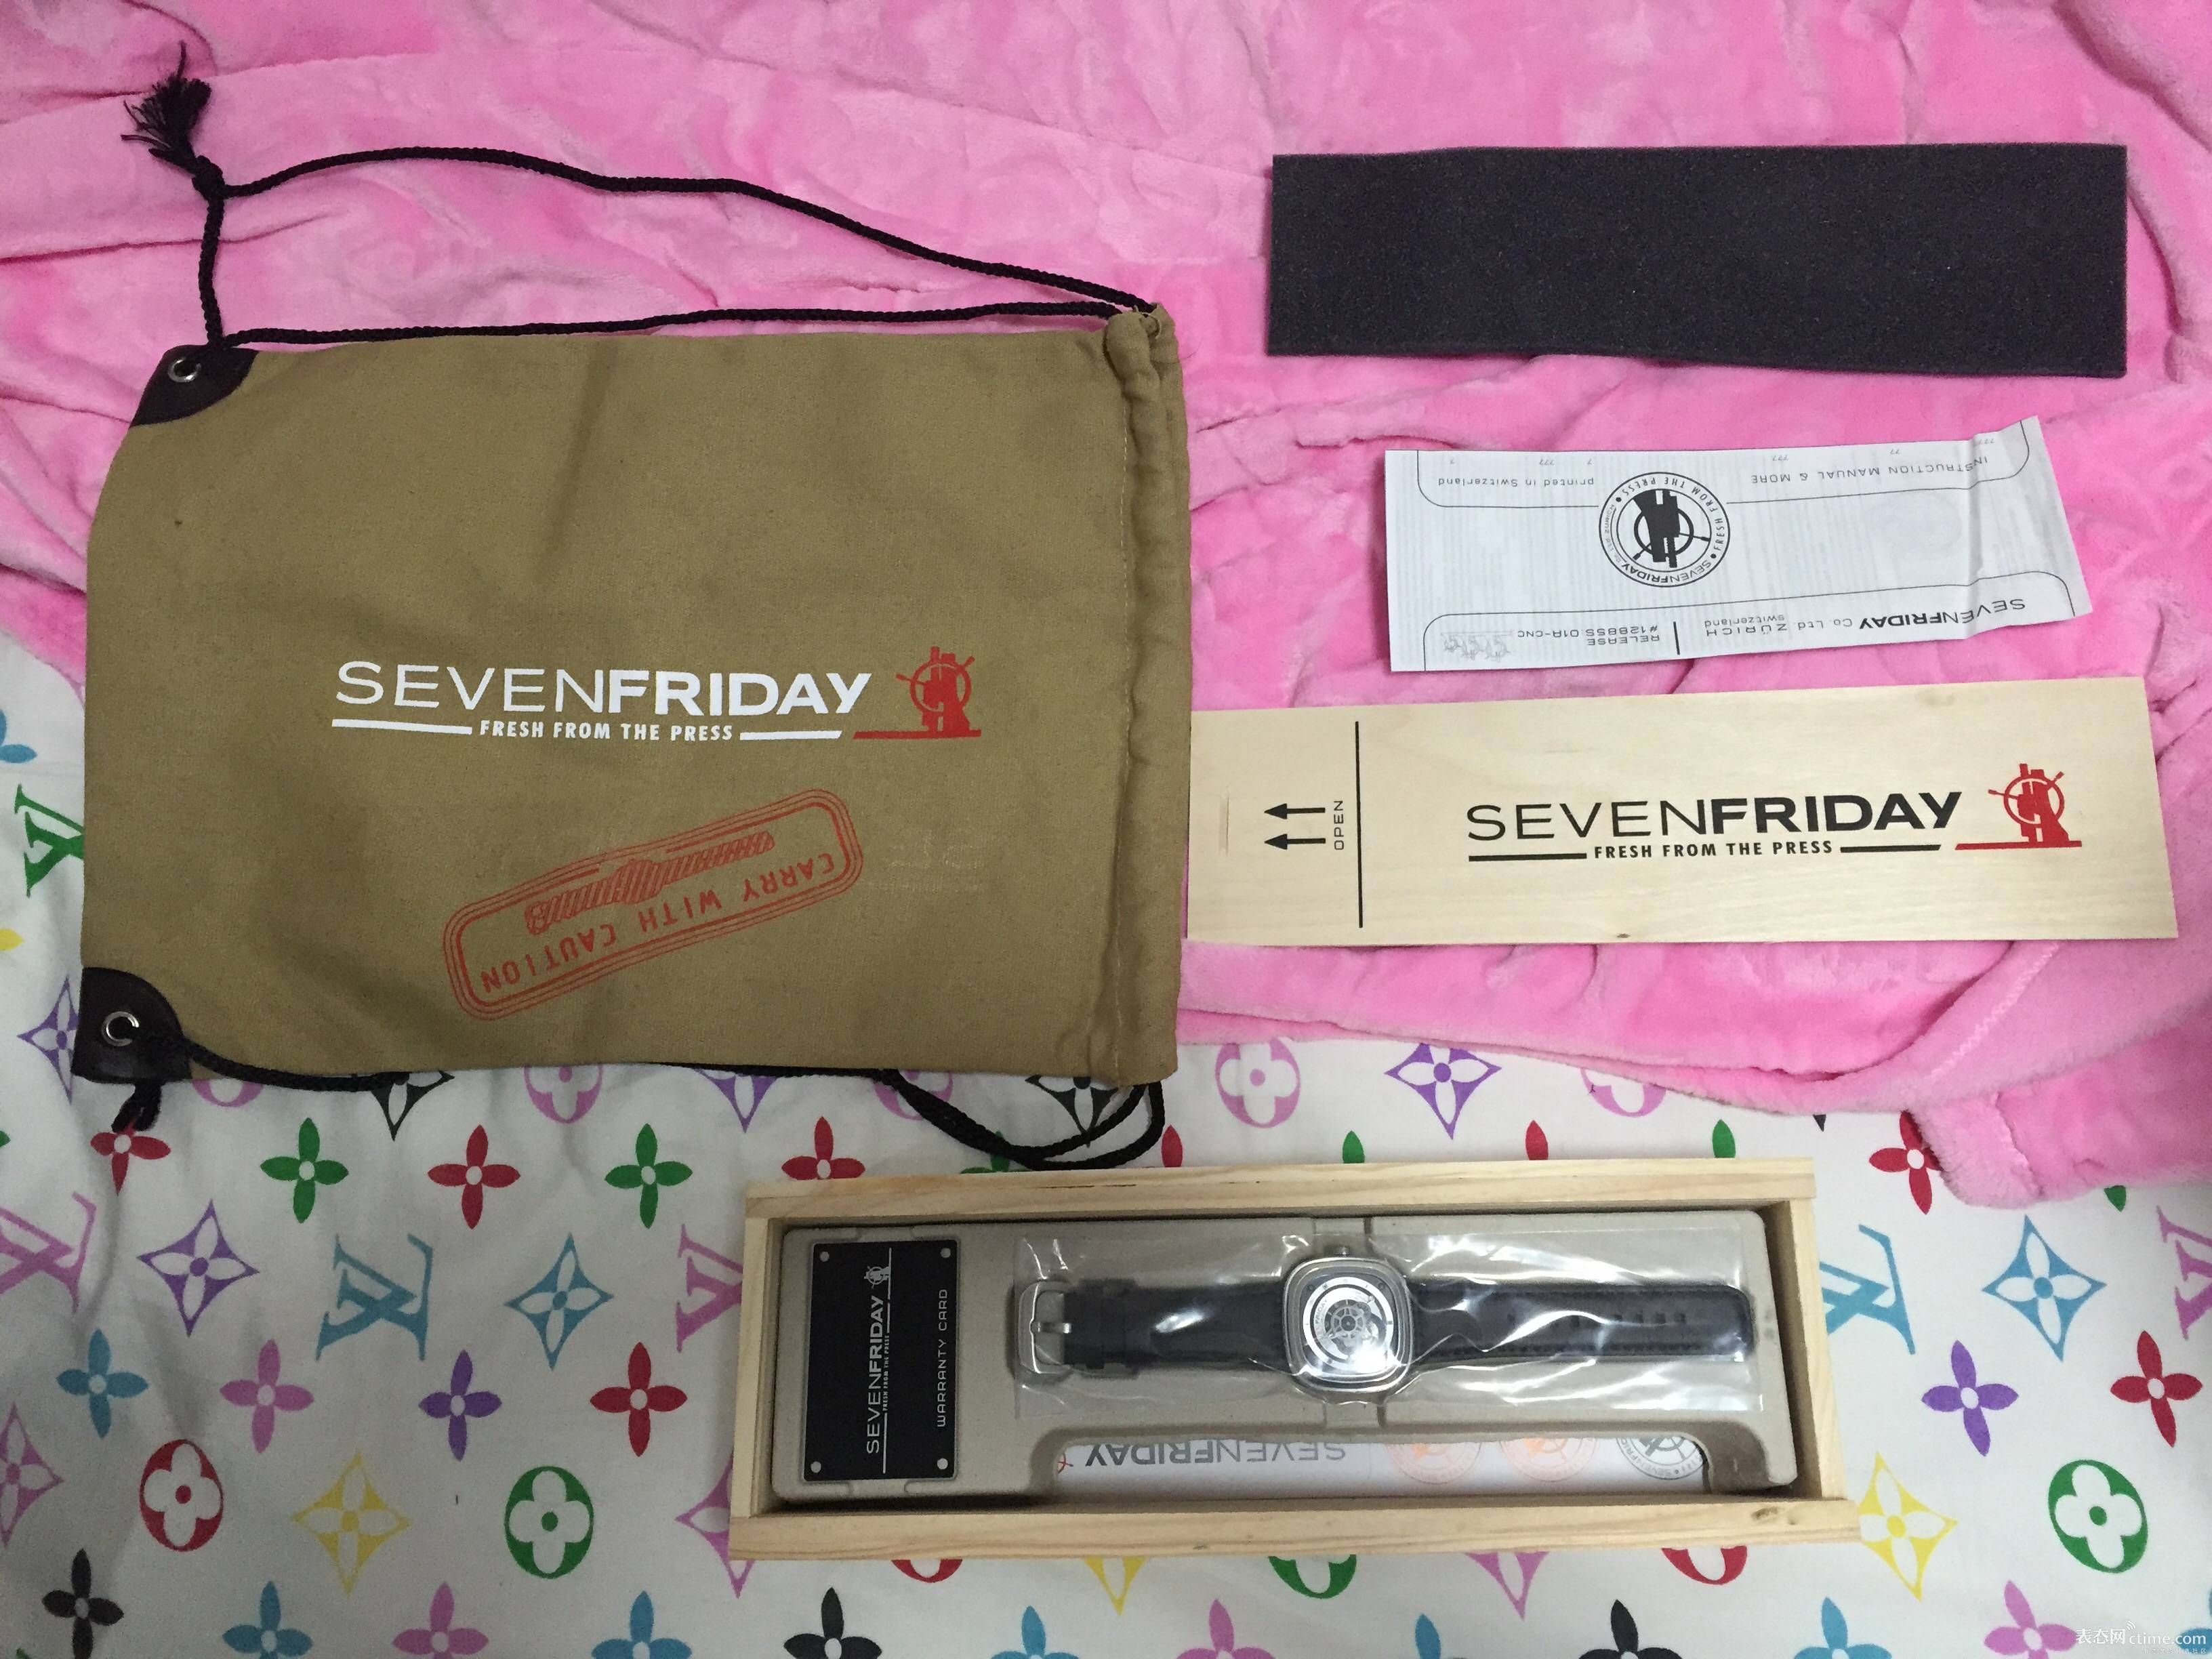 SEVENFRIDAY
FRESH FROM THE PRESS
CARRY WITH CAUTION
INSTRUCTION MANUAL & MORE
printed in Switzerland
FRESH FROM THE PRESS
SEVENFRIDAY
SEVENFRIDAY Co. Ltd. ZÜRICH
Switzerland
RELEASE
#12885S.01A-CNC
OPEN
SEVENFRIDAY
FRESH FROM THE PRESS
SEVENFRIDAY
FRESH FROM THE PRESS
WARRANTY CARD
SEVENFRIDAY
表态网 ctime.com